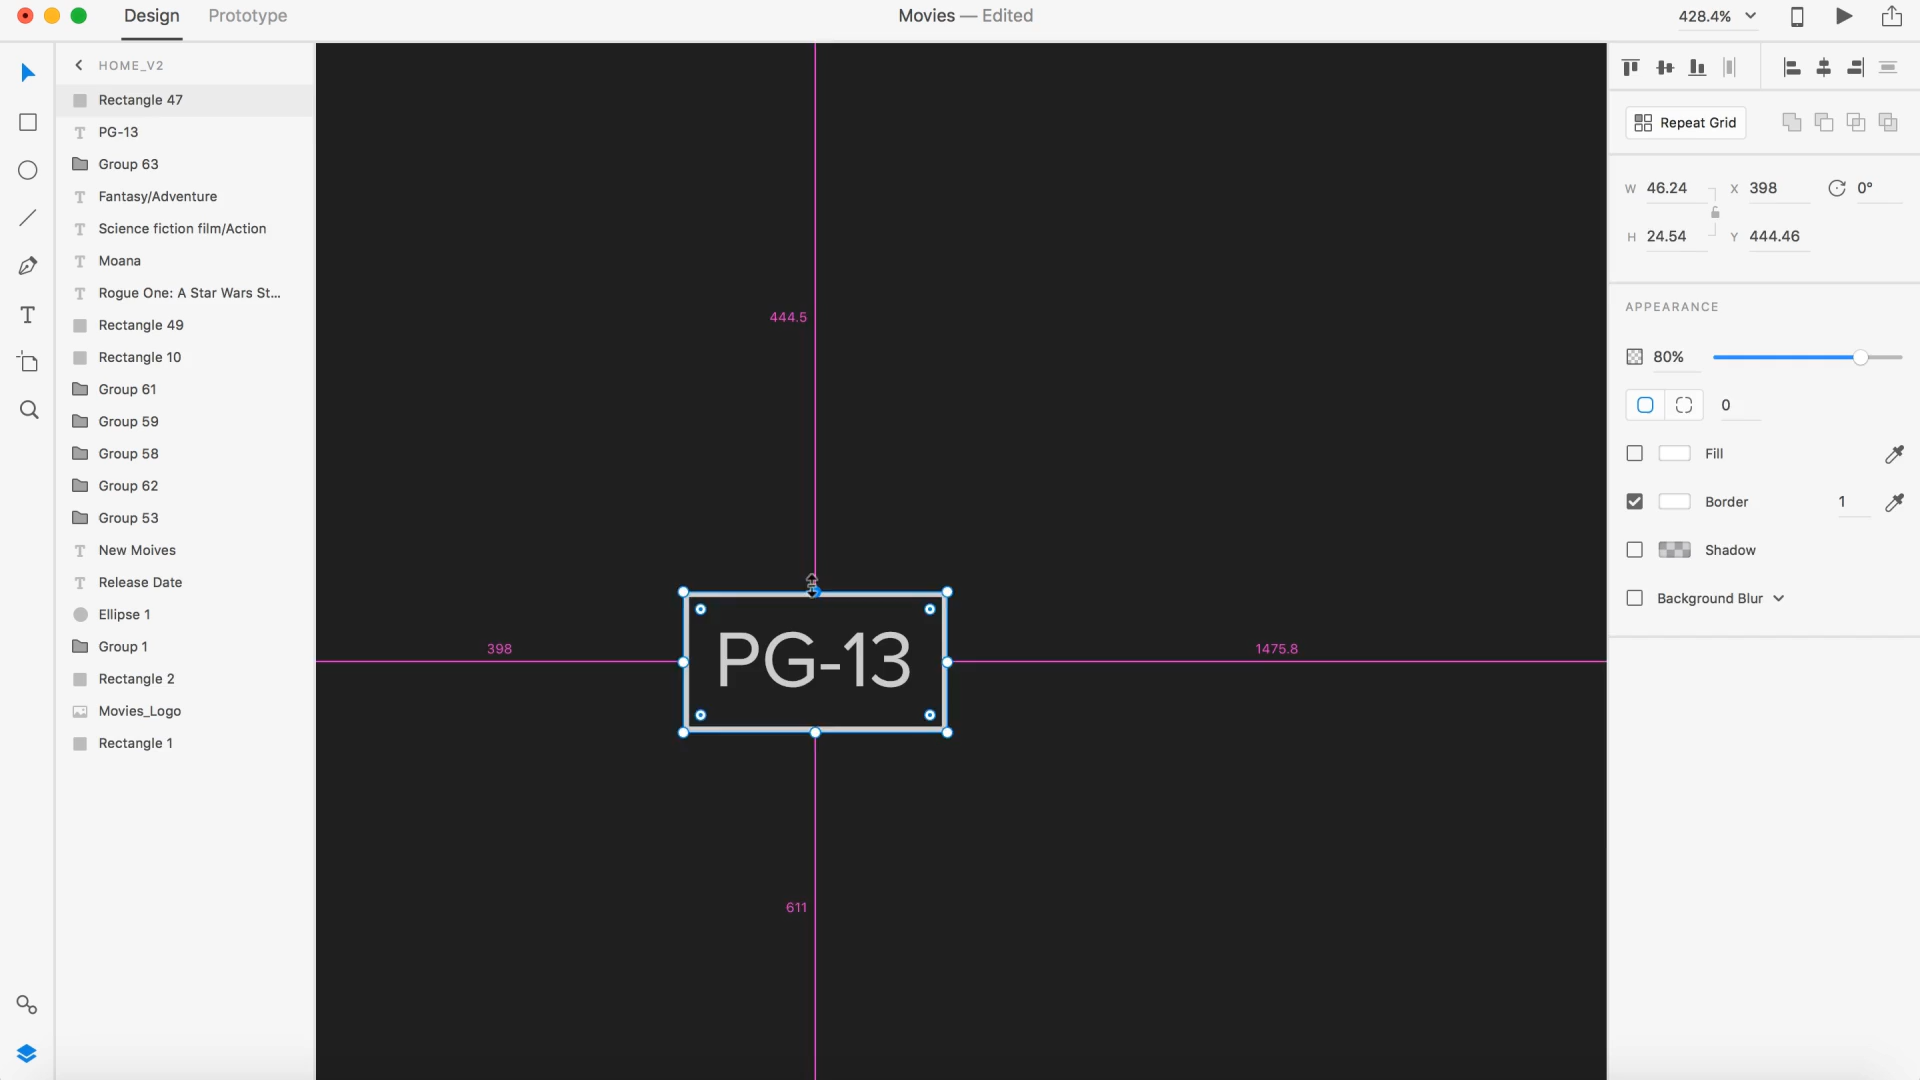 Design
Prototype
Movies — Edited
428.4%
HOME_V2
Rectangle 47
PG-13
Group 63
Fantasy/Adventure
Science fiction film/Action
Moana
Rogue One: A Star Wars St...
Rectangle 49
Rectangle 10
Group 61
Group 59
Group 58
Group 62
Group 53
New Moives
Release Date
Ellipse 1
Group 1
Rectangle 2
Movies_Logo
Rectangle 1
444.5
398
PG-13
1475.8
611
Repeat Grid
W 46.24
X 398
0°
H 24.54
Y 444.46
APPEARANCE
80%
0
Fill
Border
1
Shadow
Background Blur